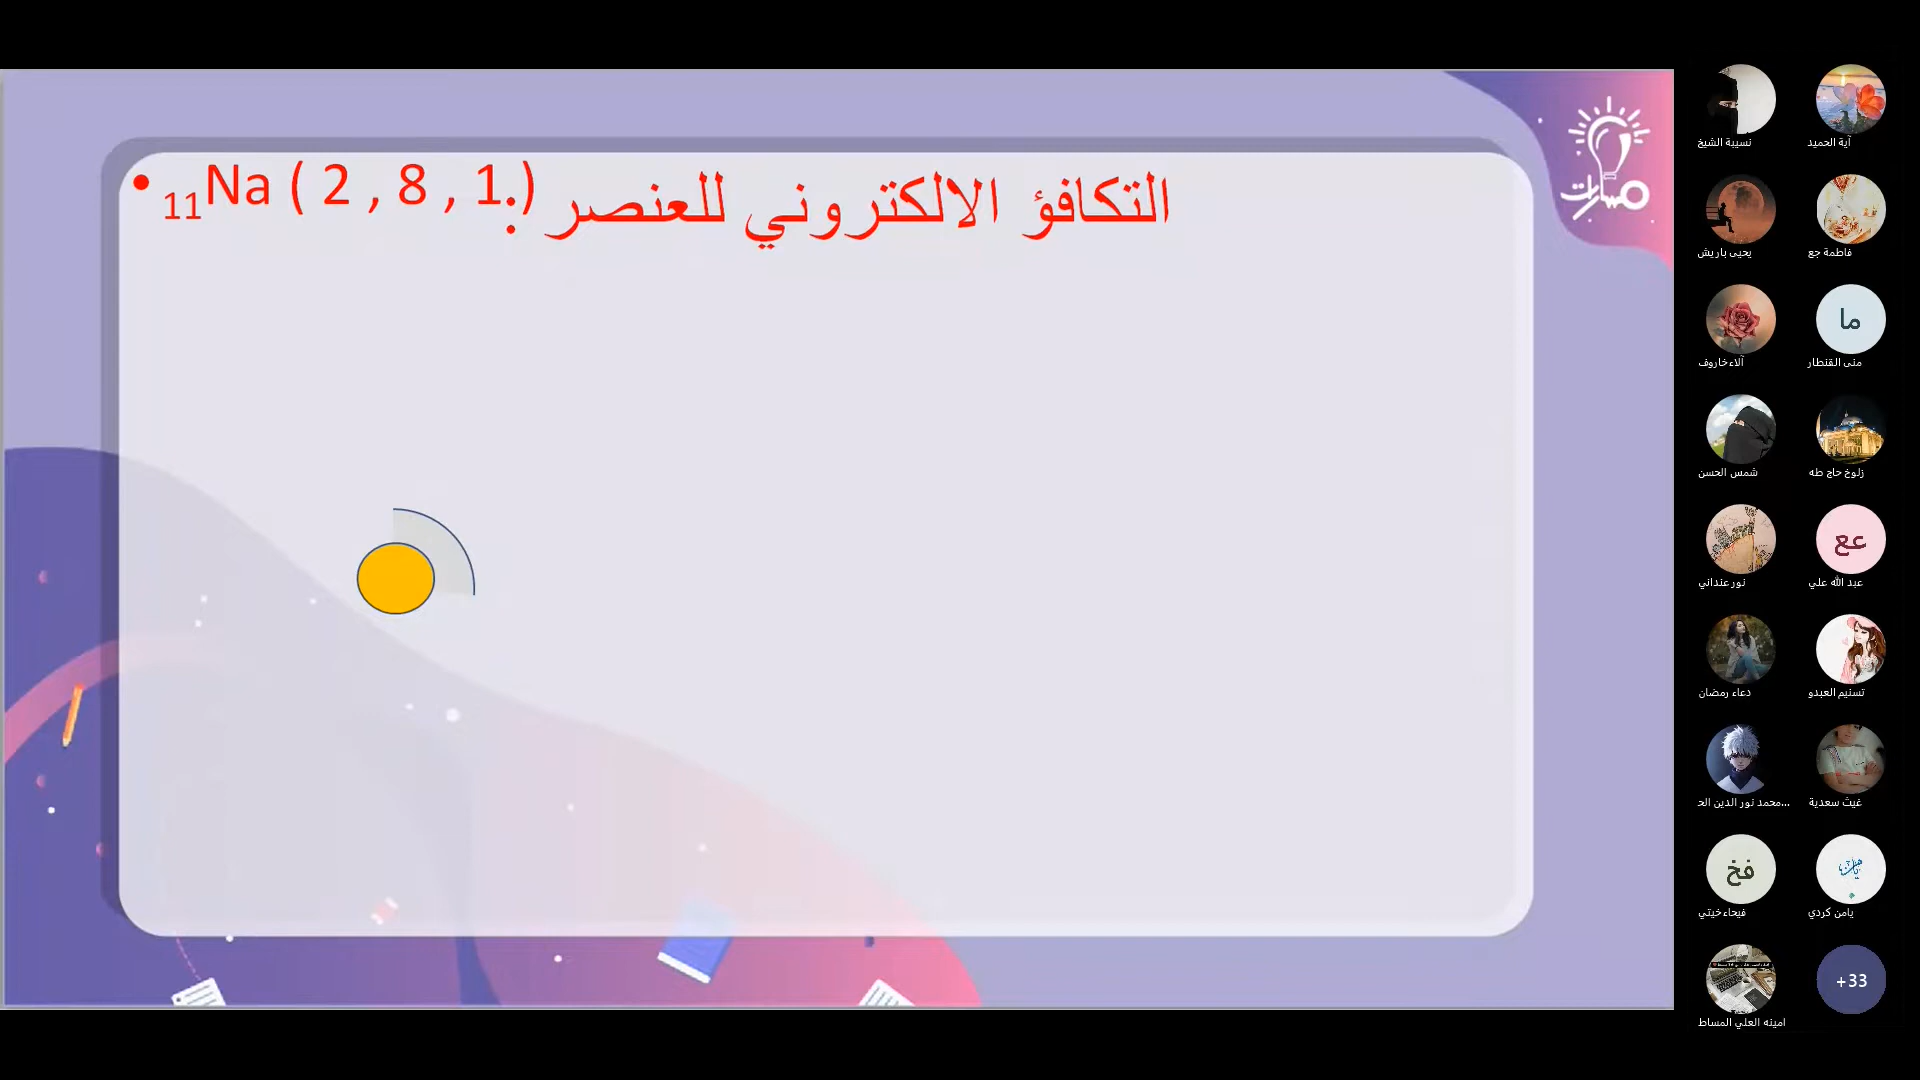 • التكافؤ الالكتروني للعنصر : ₁₁Na ( 2 , 8 , 1 )
مسارات
نسيبة الشيخ
آية الحميد
يحيى باريش
فاطمة جع
آلاء خاروف
ما
منى القنطار
شمس الحسن
زلوخ حاج طه
نور عنداني
عع
عبد الله علي
دعاء رمضان
تسنيم العبدو
محمد نور الدين الح...
غيث سعدية
فخ
فيحاء خيتي
يامن كردي
امينه العلي المساط
+33